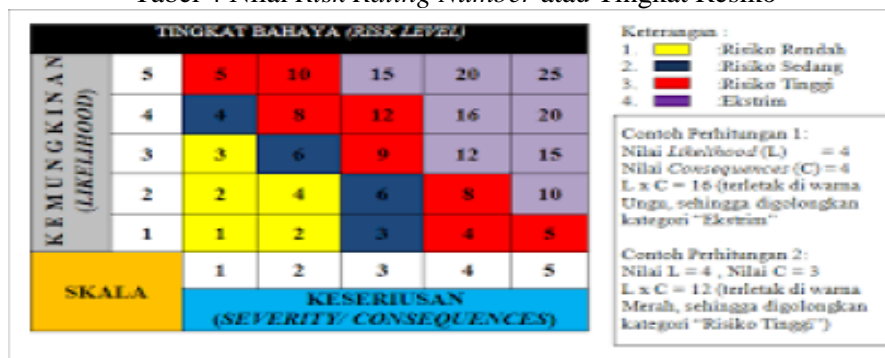 Tabel 4 Nilai Risk Rating Number atau Tingkat Resiko
TINGKAT BAHAYA (RISK LEVEL)
KEMUNGKINAN
(LIKELIHOOD)
5 5 10 15 20 25
4 4 8 12 16 20
3 3 6 9 12 15
2 2 4 6 8 10
1 1 2 3 4 5
SKALA
1 2 3 4 5
KESERIUSAN
(SEVERITY/ CONSEQUENCES)
Keterangan :
1. :Risiko Rendah
2. :Risiko Sedang
3. :Risiko Tinggi
4. :Ekstrim
Contoh Perhitungan 1:
Nilai Likelihood (L) = 4
Nilai Consequences (C) = 4
L x C = 16 (terletak di warna
Ungu, sehingga digolongkan
kategori "Ekstrim"
Contoh Perhitungan 2:
Nilai L = 4 , Nilai C = 3
L x C = 12 (terletak di warna
Merah, sehingga digolongkan
kategori "Risiko Tinggi")